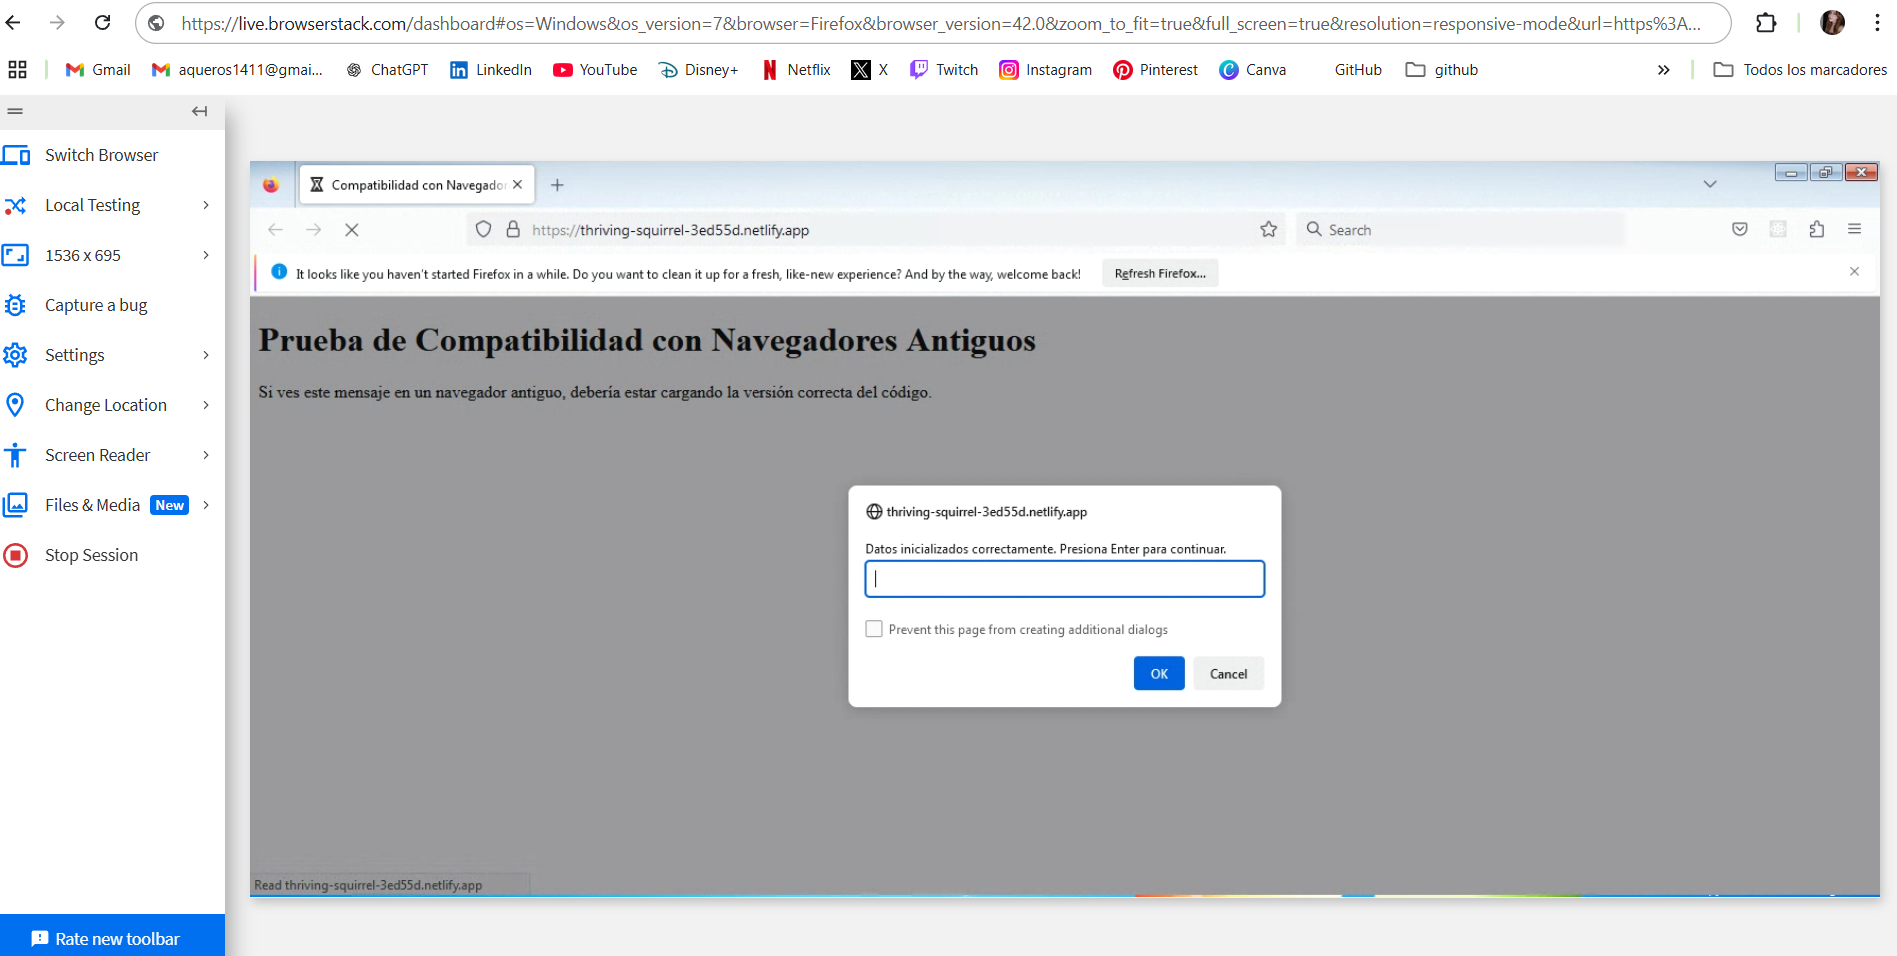 https://live.browserstack.com/dashboard#os=Windows&os_version=7&browser=Firefox&browser_version=42.0&zoom_to_fit=true&full_screen=true&resolution=responsive-mode&url=https%3A...
Gmail aqueros1411@gmai... ChatGPT LinkedIn YouTube Disney+ Netflix X Twitch Instagram Pinterest Canva GitHub github » Todos los marcadores
Switch Browser
Local Testing
1536 x 695
Capture a bug
Settings
Change Location
Screen Reader
Files & Media New
Stop Session
Rate new toolbar
Compatibilidad con Navegador
https://thriving-squirrel-3ed55d.netlify.app
Search
It looks like you haven't started Firefox in a while. Do you want to clean it up for a fresh, like-new experience? And by the way, welcome back! Refresh Firefox...
Prueba de Compatibilidad con Navegadores Antiguos
Si ves este mensaje en un navegador antiguo, debería estar cargando la versión correcta del código.
thriving-squirrel-3ed55d.netlify.app
Datos inicializados correctamente. Presiona Enter para continuar.
Prevent this page from creating additional dialogs
OK Cancel
Read thriving-squirrel-3ed55d.netlify.app